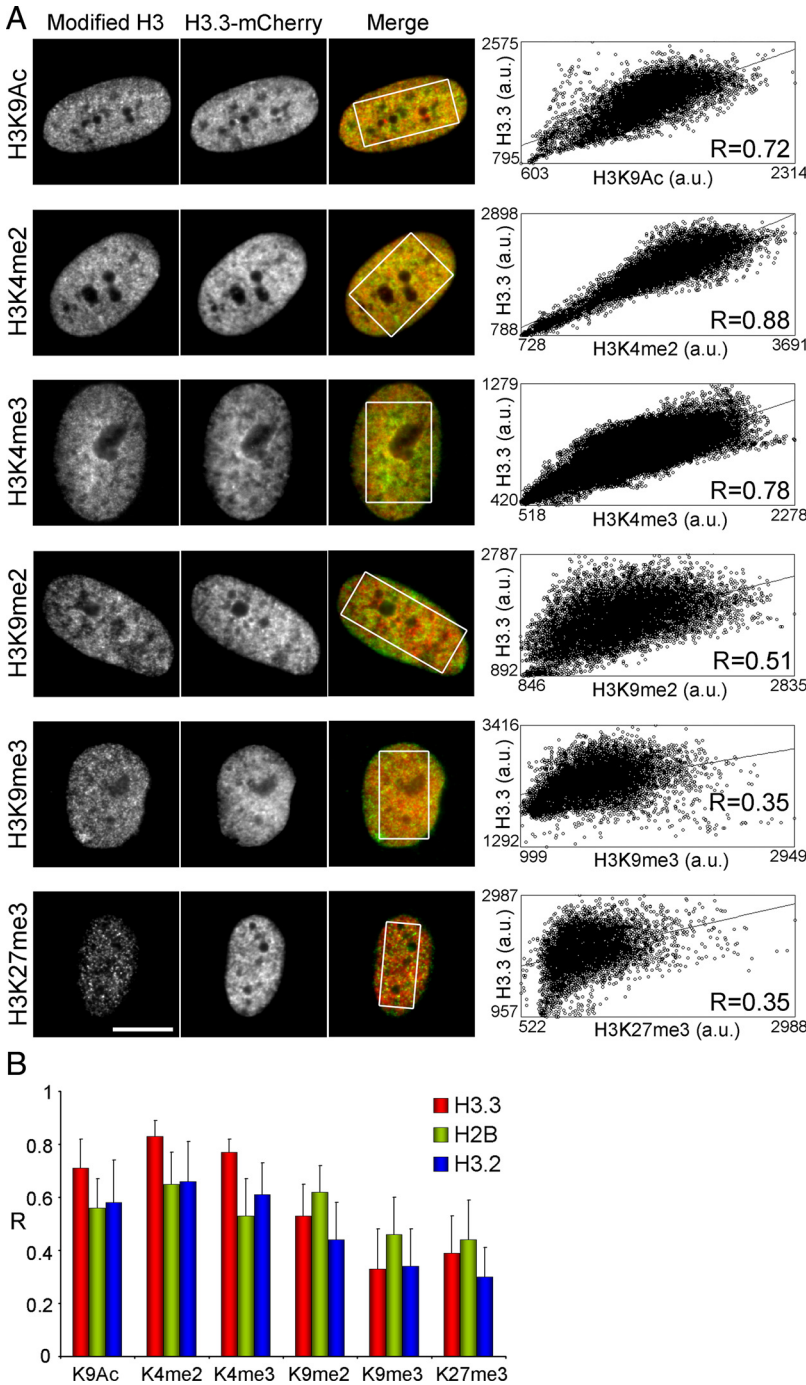 A
Modified H3 H3.3-mCherry Merge
H3K9Ac
2575
H3.3 (a.u.)
795
R=0.72
603 H3K9Ac (a.u.) 2314
H3K4me2
2898
H3.3 (a.u.)
788
R=0.88
728 H3K4me2 (a.u.) 3691
H3K4me3
1279
H3.3 (a.u.)
420
R=0.78
518 H3K4me3 (a.u.) 2278
H3K9me2
2787
H3.3 (a.u.)
892
R=0.51
846 H3K9me2 (a.u.) 2835
H3K9me3
3416
H3.3 (a.u.)
1292
R=0.35
999 H3K9me3 (a.u.) 2949
H3K27me3
2987
H3.3 (a.u.)
957
R=0.35
522 H3K27me3 (a.u.) 2988
B
1
0.8
0.6
R
0.4
0.2
0
H3.3
H2B
H3.2
K9Ac K4me2 K4me3 K9me2 K9me3 K27me3